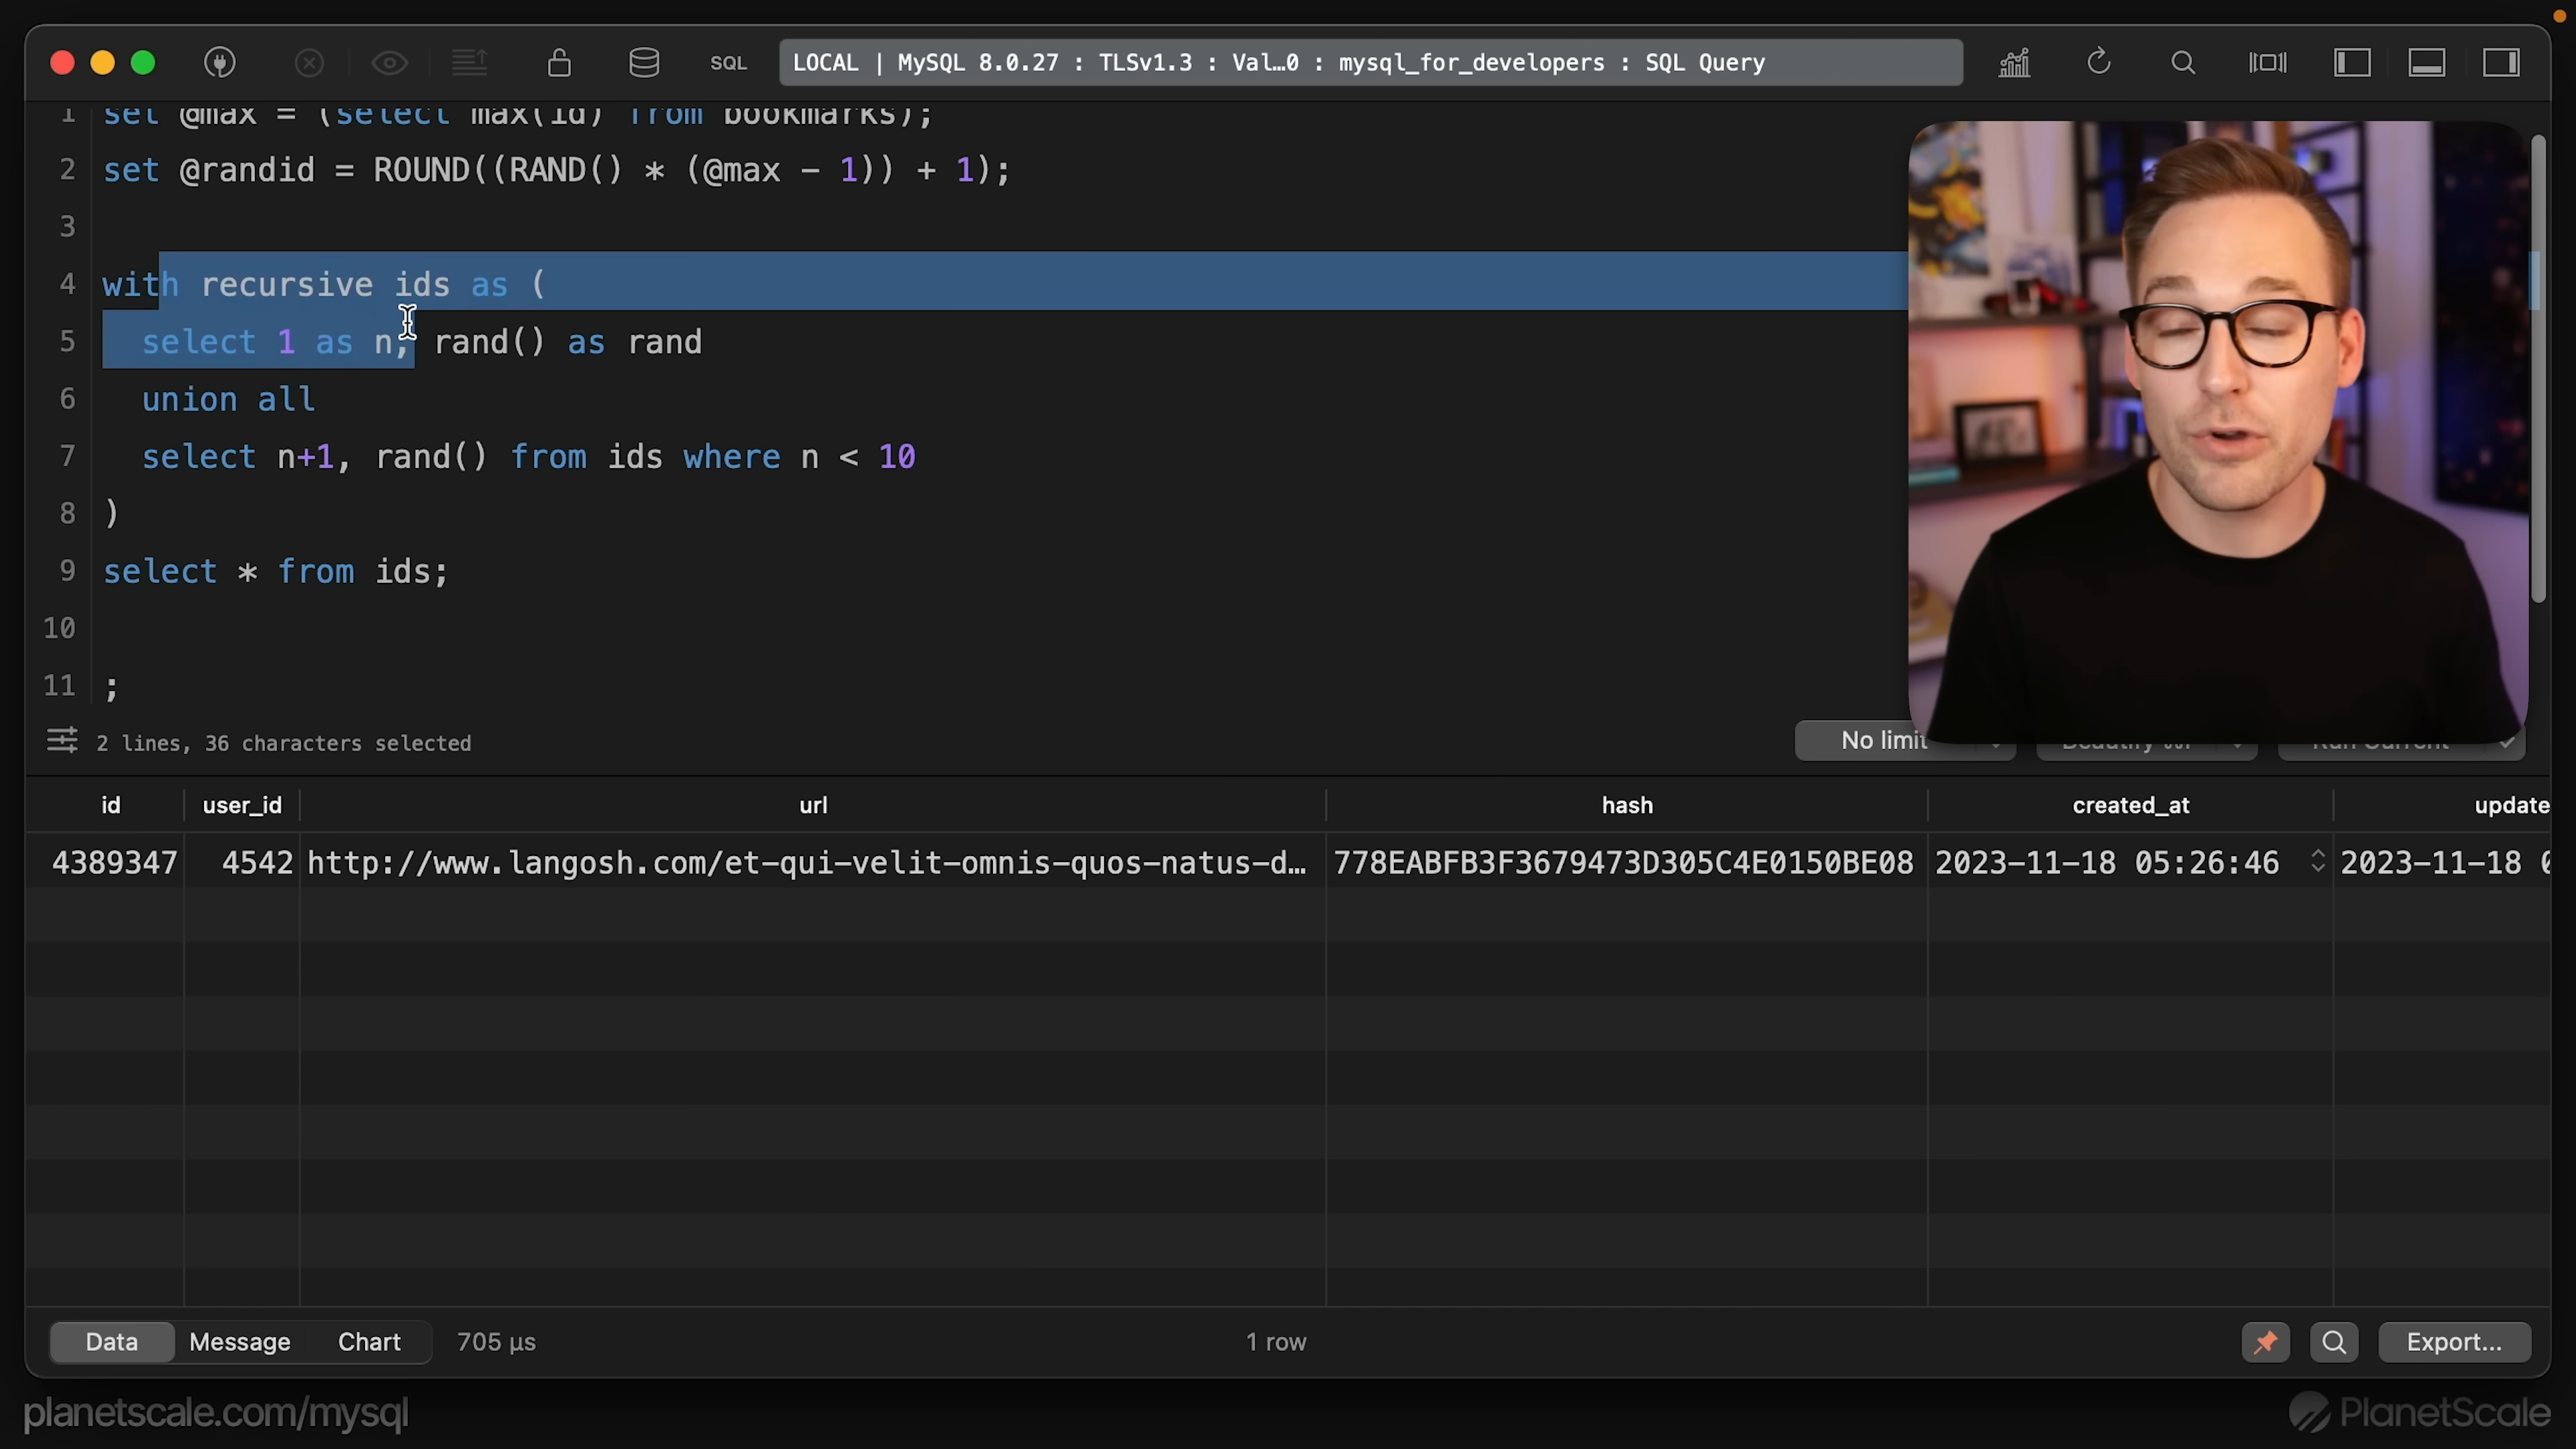 SQL
LOCAL | MySQL 8.0.27 : TLSv1.3 : Val…0 : mysql_for_developers : SQL Query
1 set @max = (select max(id) from bookmarks);
2 set @randid = ROUND((RAND() * (@max - 1)) + 1);
3
4 with recursive ids as (
5 select 1 as n, rand() as rand
6 union all
7 select n+1, rand() from ids where n < 10
8 )
9 select * from ids;
10
11 ;
2 lines, 36 characters selected
No limit
id user_id url hash created_at update
4389347 4542 http://www.langosh.com/et-qui-velit-omnis-quos-natus-d… 778EABFB3F3679473D305C4E0150BE08 2023-11-18 05:26:46 2023-11-18 0
Data Message Chart 705 µs 1 row Export...
planetscale.com/mysql
PlanetScale